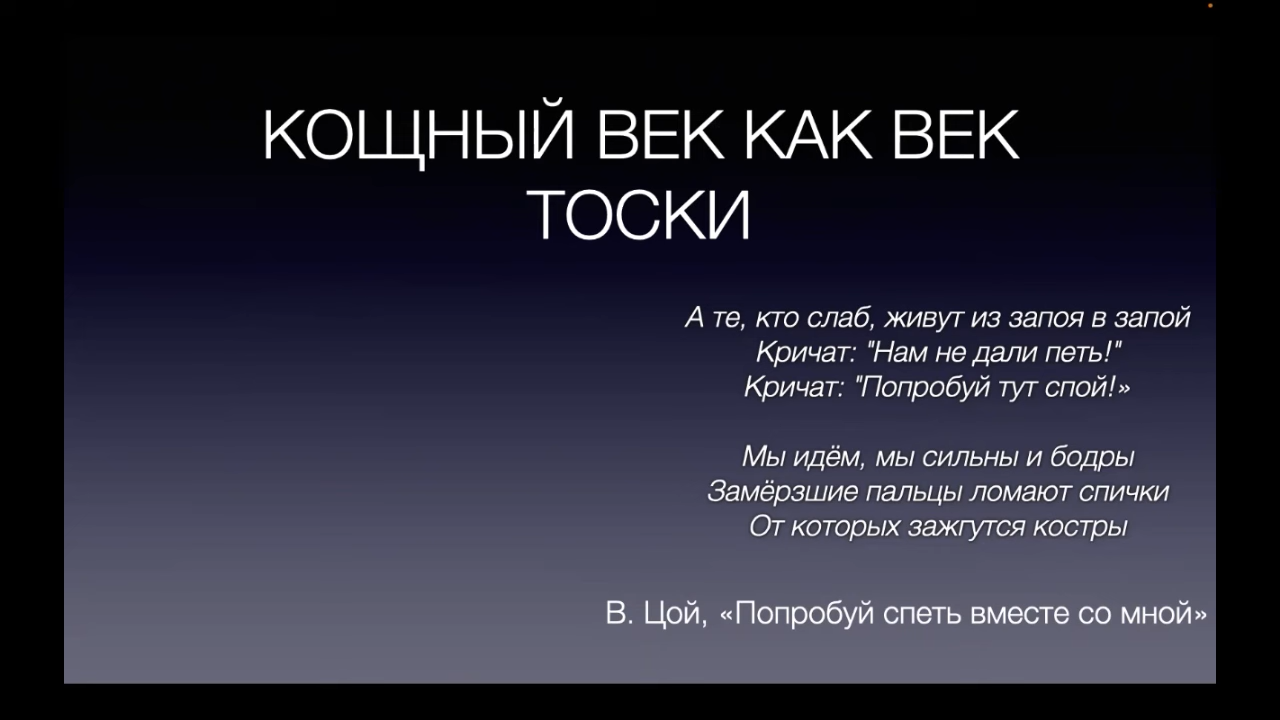 КОЩНЫЙ ВЕК КАК ВЕК
ТОСКИ
А те, кто слаб, живут из запоя в запой
Кричат: "Нам не дали петь!"
Кричат: "Попробуй тут спой!»
Мы идём, мы сильны и бодры
Замёрзшие пальцы ломают спички
От которых зажгутся костры
В. Цой, «Попробуй спеть вместе со мной»